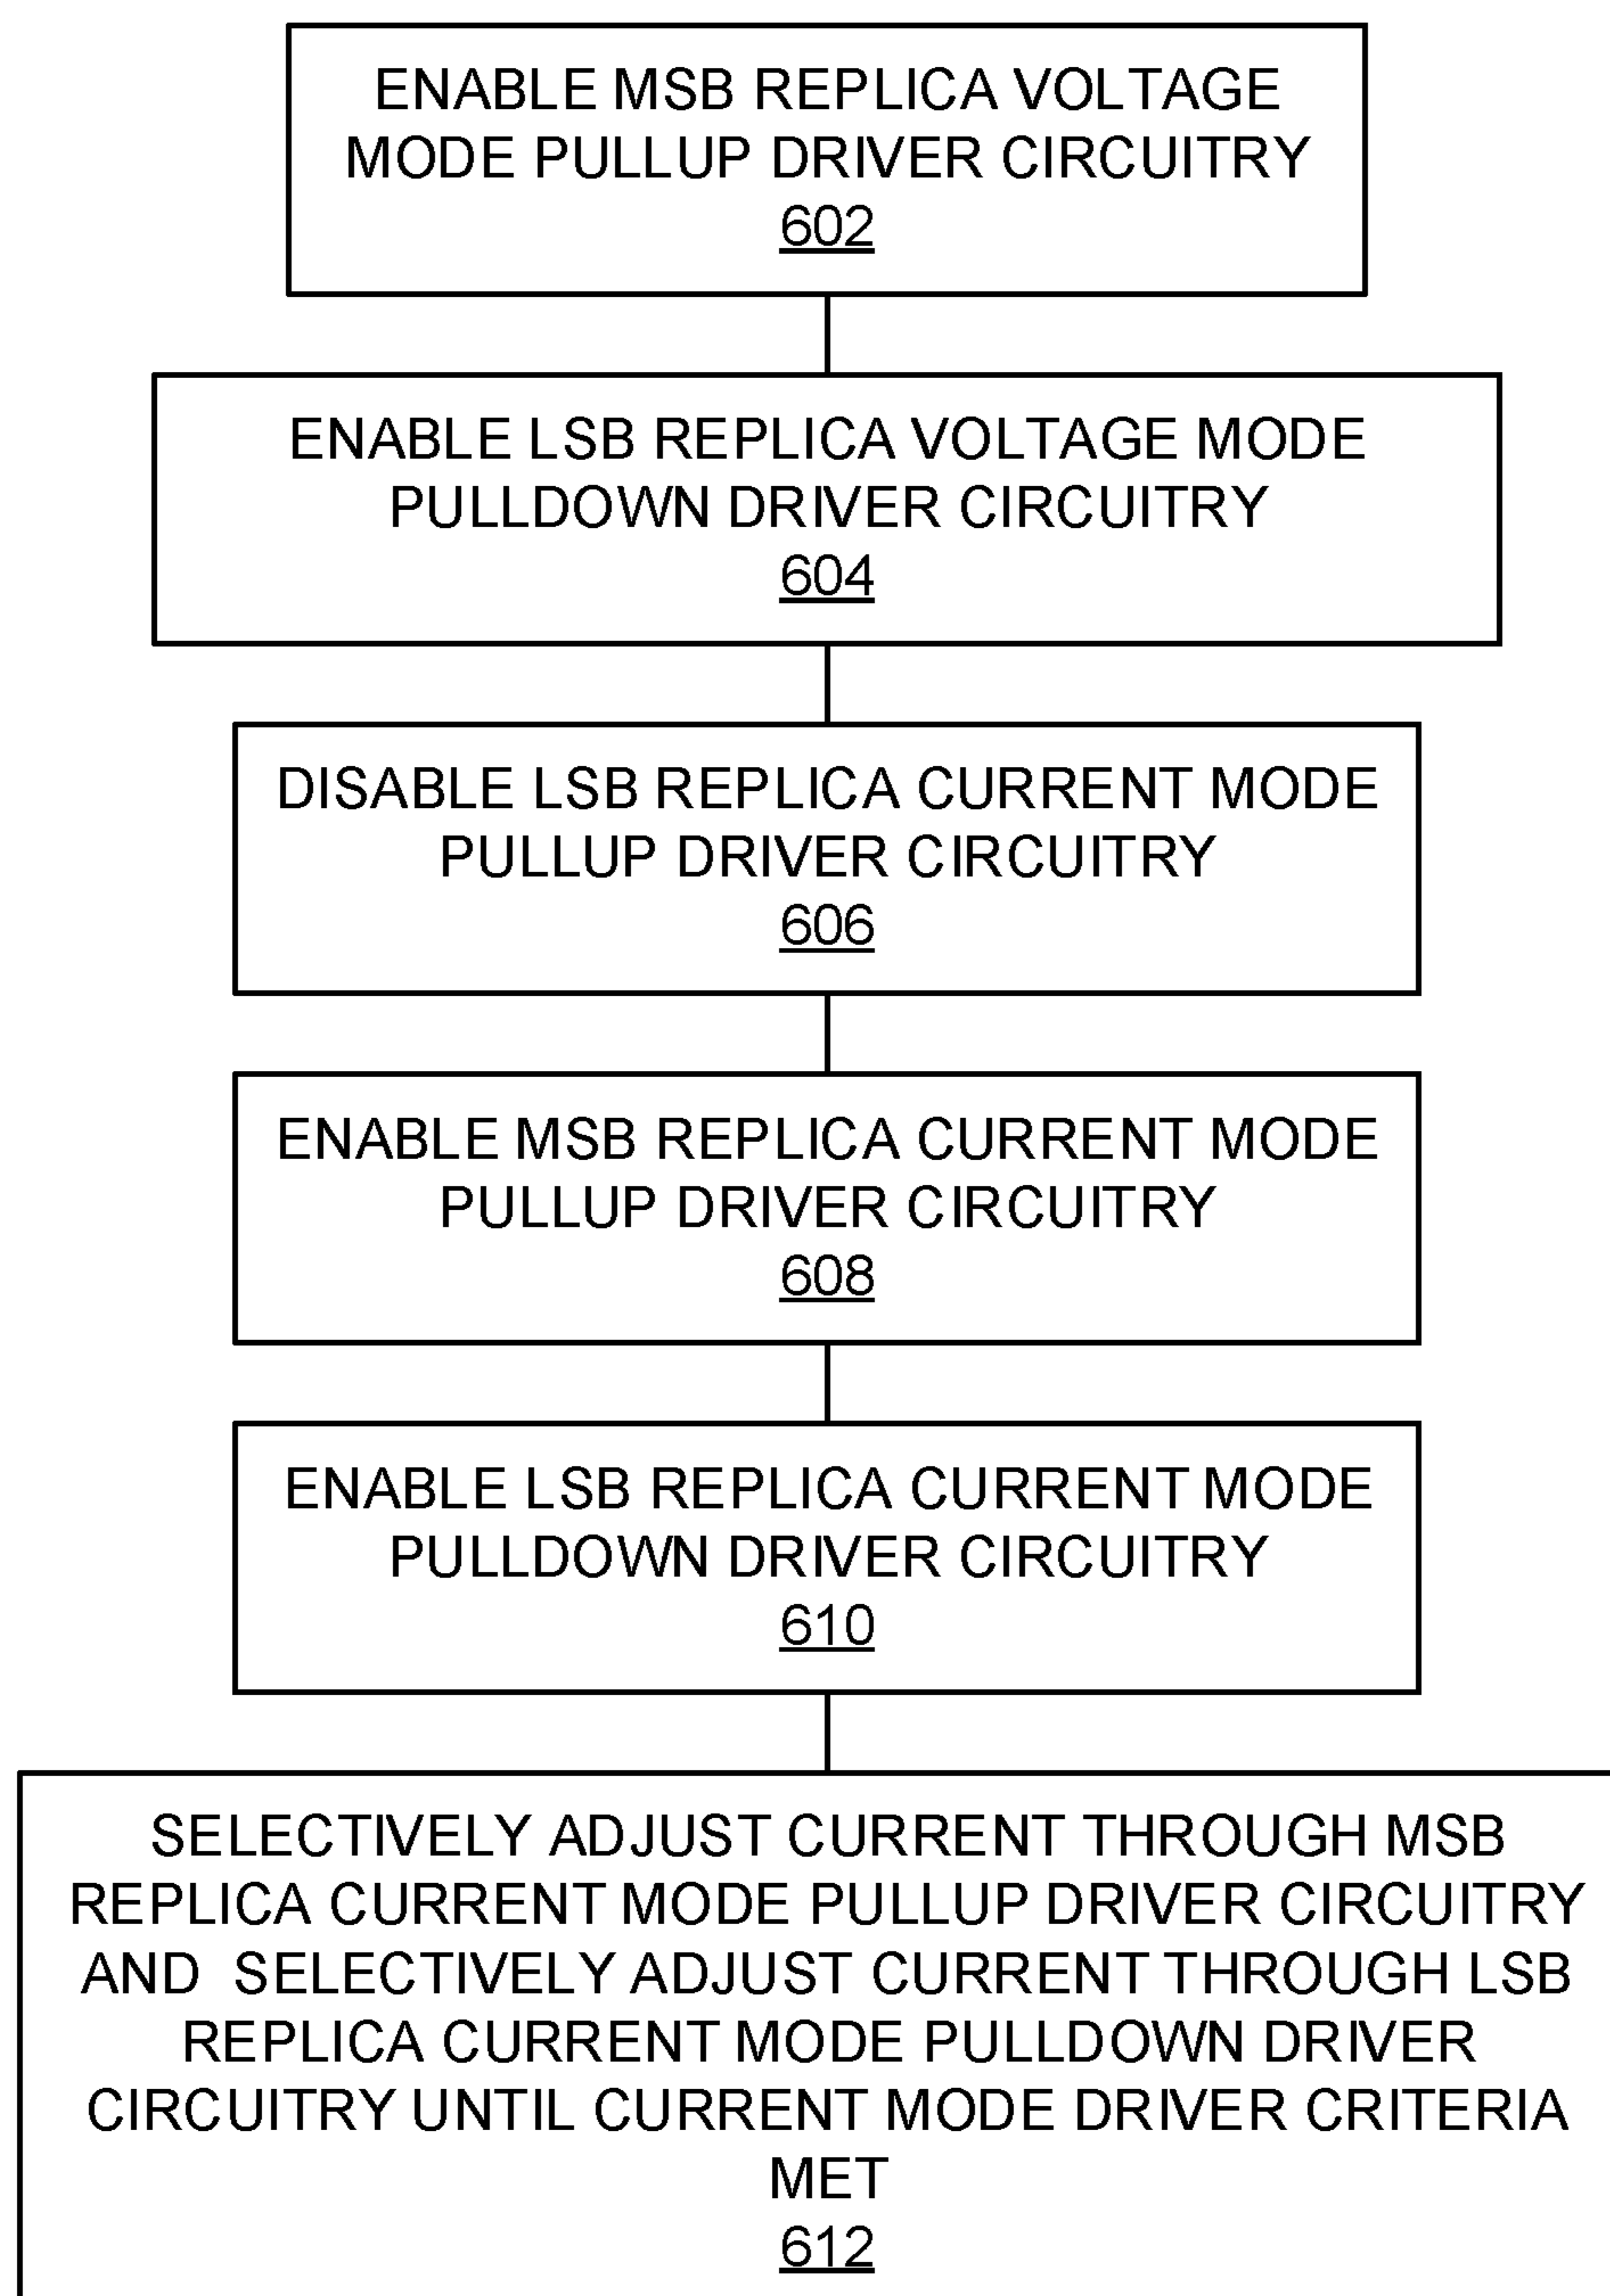 ENABLE MSB REPLICA VOLTAGE
MODE PULLUP DRIVER CIRCUITRY
602
ENABLE LSB REPLICA VOLTAGE MODE
PULLDOWN DRIVER CIRCUITRY
604
DISABLE LSB REPLICA CURRENT MODE
PULLUP DRIVER CIRCUITRY
606
ENABLE MSB REPLICA CURRENT MODE
PULLUP DRIVER CIRCUITRY
608
ENABLE LSB REPLICA CURRENT MODE
PULLDOWN DRIVER CIRCUITRY
610
SELECTIVELY ADJUST CURRENT THROUGH MSB
REPLICA CURRENT MODE PULLUP DRIVER CIRCUITRY
AND SELECTIVELY ADJUST CURRENT THROUGH LSB
REPLICA CURRENT MODE PULLDOWN DRIVER
CIRCUITRY UNTIL CURRENT MODE DRIVER CRITERIA
MET
612